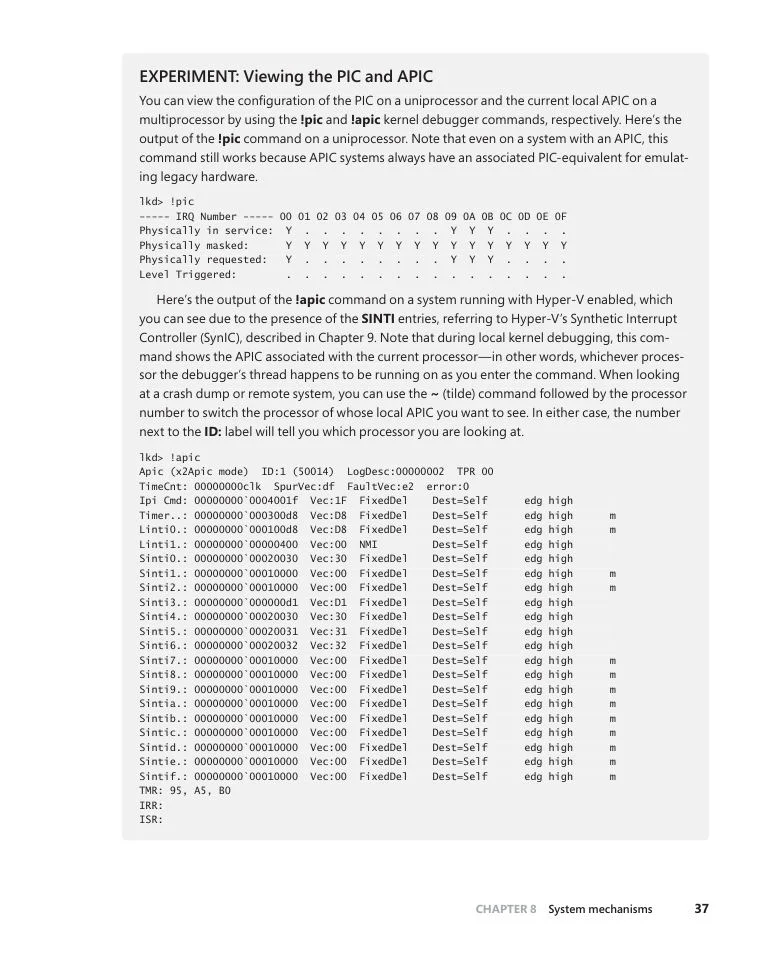 EXPERIMENT: Viewing the PIC and APIC
You can view the configuration of the PIC on a uniprocessor and the current local APIC on a
multiprocessor by using the !pic and !apic kernel debugger commands, respectively. Here's the
output of the !pic command on a uniprocessor. Note that even on a system with an APIC, this
command still works because APIC systems always have an associated PIC-equivalent for emulat-
ing legacy hardware.
lkd> !pic
----- IRQ Number ----- 00 01 02 03 04 05 06 07 08 09 0A 0B 0C 0D 0E 0F
Physically in service:  Y  .  .  .  .  .  .  .  .  Y  Y  Y  .  .  .  .
Physically masked:      Y  Y  Y  Y  Y  Y  Y  Y  Y  Y  Y  Y  Y  Y  Y  Y
Physically requested:   Y  .  .  .  .  .  .  .  .  Y  Y  Y  .  .  .  .
Level Triggered:        .  .  .  .  .  .  .  .  .  .  .  .  .  .  .  .
Here's the output of the !apic command on a system running with Hyper-V enabled, which
you can see due to the presence of the SINTI entries, referring to Hyper-V's Synthetic Interrupt
Controller (SynIC), described in Chapter 9. Note that during local kernel debugging, this com-
mand shows the APIC associated with the current processor—in other words, whichever proces-
sor the debugger's thread happens to be running on as you enter the command. When looking
at a crash dump or remote system, you can use the ~ (tilde) command followed by the processor
number to switch the processor of whose local APIC you want to see. In either case, the number
next to the ID: label will tell you which processor you are looking at.
lkd> !apic
Apic (x2Apic mode)  ID:1 (50014)  LogDesc:00000002  TPR 00
TimeCnt: 00000000clk  SpurVec:df  FaultVec:e2  error:0
Ipi Cmd: 00000000`0004001f  Vec:1F  FixedDel    Dest=Self      edg high
Timer..: 00000000`000300d8  Vec:D8  FixedDel    Dest=Self      edg high      m
Linti0.: 00000000`000100d8  Vec:D8  FixedDel    Dest=Self      edg high      m
Linti1.: 00000000`00000400  Vec:00  NMI         Dest=Self      edg high
Sinti0.: 00000000`00020030  Vec:30  FixedDel    Dest=Self      edg high
Sinti1.: 00000000`00010000  Vec:00  FixedDel    Dest=Self      edg high      m
Sinti2.: 00000000`00010000  Vec:00  FixedDel    Dest=Self      edg high      m
Sinti3.: 00000000`000000d1  Vec:D1  FixedDel    Dest=Self      edg high
Sinti4.: 00000000`00020030  Vec:30  FixedDel    Dest=Self      edg high
Sinti5.: 00000000`00020031  Vec:31  FixedDel    Dest=Self      edg high
Sinti6.: 00000000`00020032  Vec:32  FixedDel    Dest=Self      edg high
Sinti7.: 00000000`00010000  Vec:00  FixedDel    Dest=Self      edg high      m
Sinti8.: 00000000`00010000  Vec:00  FixedDel    Dest=Self      edg high      m
Sinti9.: 00000000`00010000  Vec:00  FixedDel    Dest=Self      edg high      m
Sintia.: 00000000`00010000  Vec:00  FixedDel    Dest=Self      edg high      m
Sintib.: 00000000`00010000  Vec:00  FixedDel    Dest=Self      edg high      m
Sintic.: 00000000`00010000  Vec:00  FixedDel    Dest=Self      edg high      m
Sintid.: 00000000`00010000  Vec:00  FixedDel    Dest=Self      edg high      m
Sintie.: 00000000`00010000  Vec:00  FixedDel    Dest=Self      edg high      m
Sintif.: 00000000`00010000  Vec:00  FixedDel    Dest=Self      edg high      m
TMR: 95, A5, B0
IRR:
ISR:
CHAPTER 8 System mechanisms 37